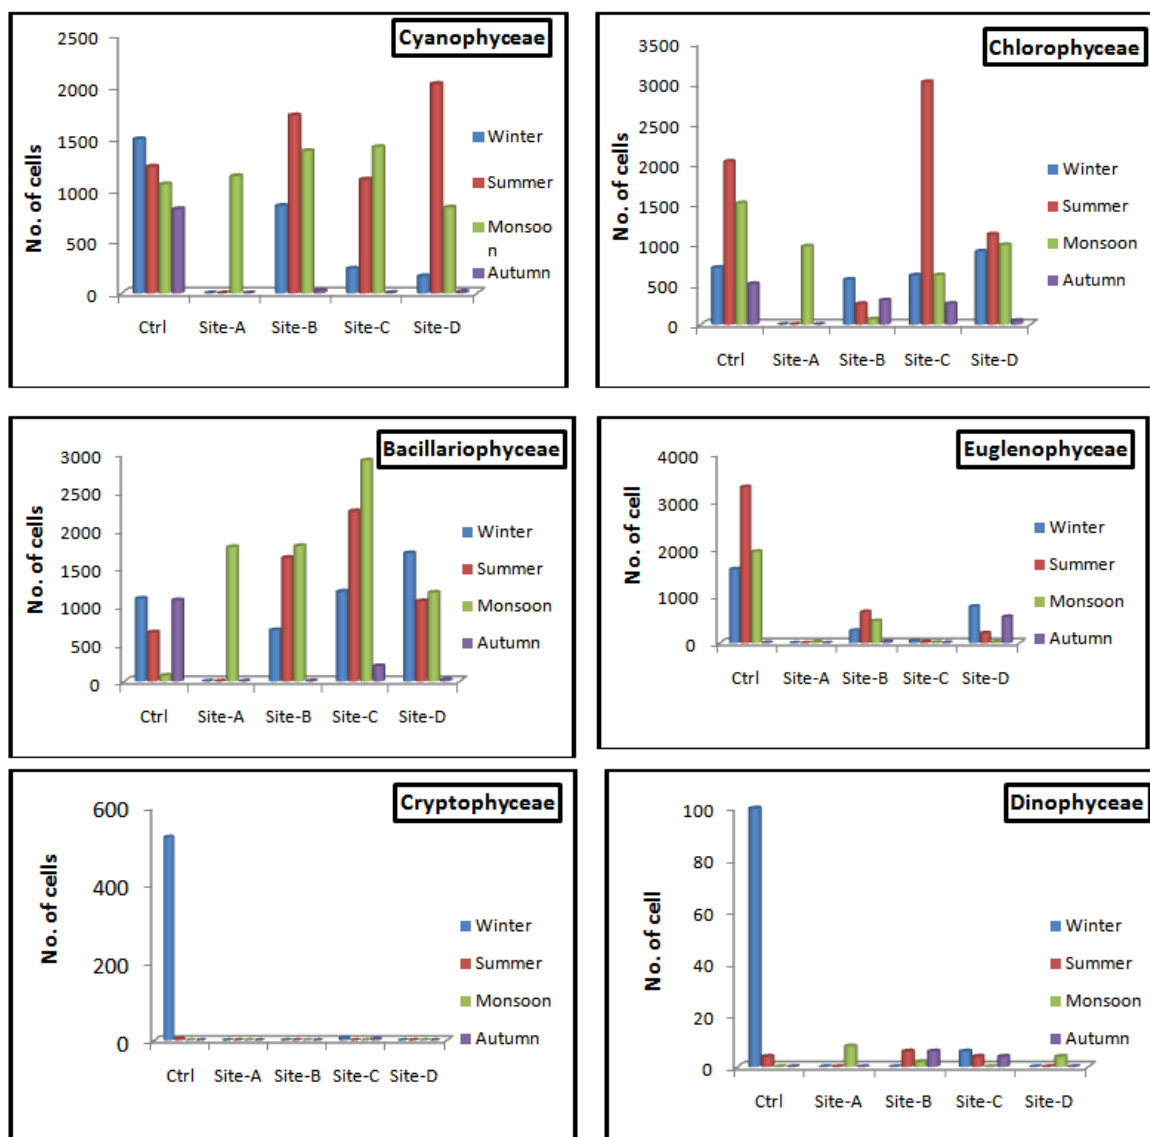 Cyanophyceae
No. of cells
2500
2000
1500
1000
500
0
Ctrl Site-A Site-B Site-C Site-D
Winter
Summer
Monsoo
n
Autumn
Chlorophyceae
No. of cells
3500
3000
2500
2000
1500
1000
500
0
Ctrl Site-A Site-B Site-C Site-D
Winter
Summer
Monsoon
Autumn
Bacillariophyceae
No. of cells
3000
2500
2000
1500
1000
500
0
Ctrl Site-A Site-B Site-C Site-D
Winter
Summer
Monsoon
Autumn
Euglenophyceae
No. of cell
4000
3000
2000
1000
0
Ctrl Site-A Site-B Site-C Site-D
Winter
Summer
Monsoon
Autumn
Cryptophyceae
No. of cells
600
400
200
0
Ctrl Site-A Site-B Site-C Site-D
Winter
Summer
Monsoon
Autumn
Dinophyceae
No. of cell
100
80
60
40
20
0
Ctrl Site-A Site-B Site-C Site-D
Winter
Summer
Monsoon
Autumn